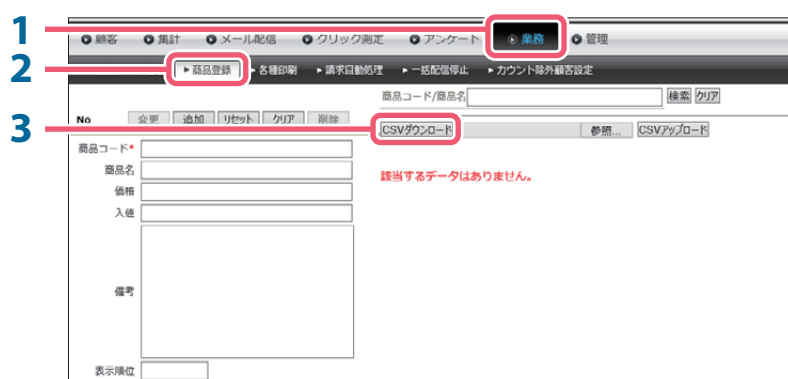 1
顧客 集計 メール配信 クリック測定 アンケート 業務 管理
2
商品登録 各種印刷 請求自動処理 一括配信停止 カウント除外顧客設定
商品コード/商品名 検索 クリア
No 変更 追加 リセット クリア 削除
3
CSVダウンロード 参照... CSVアップロード
商品コード*
商品名
該当するデータはありません。
価格
入値
備考
表示順位